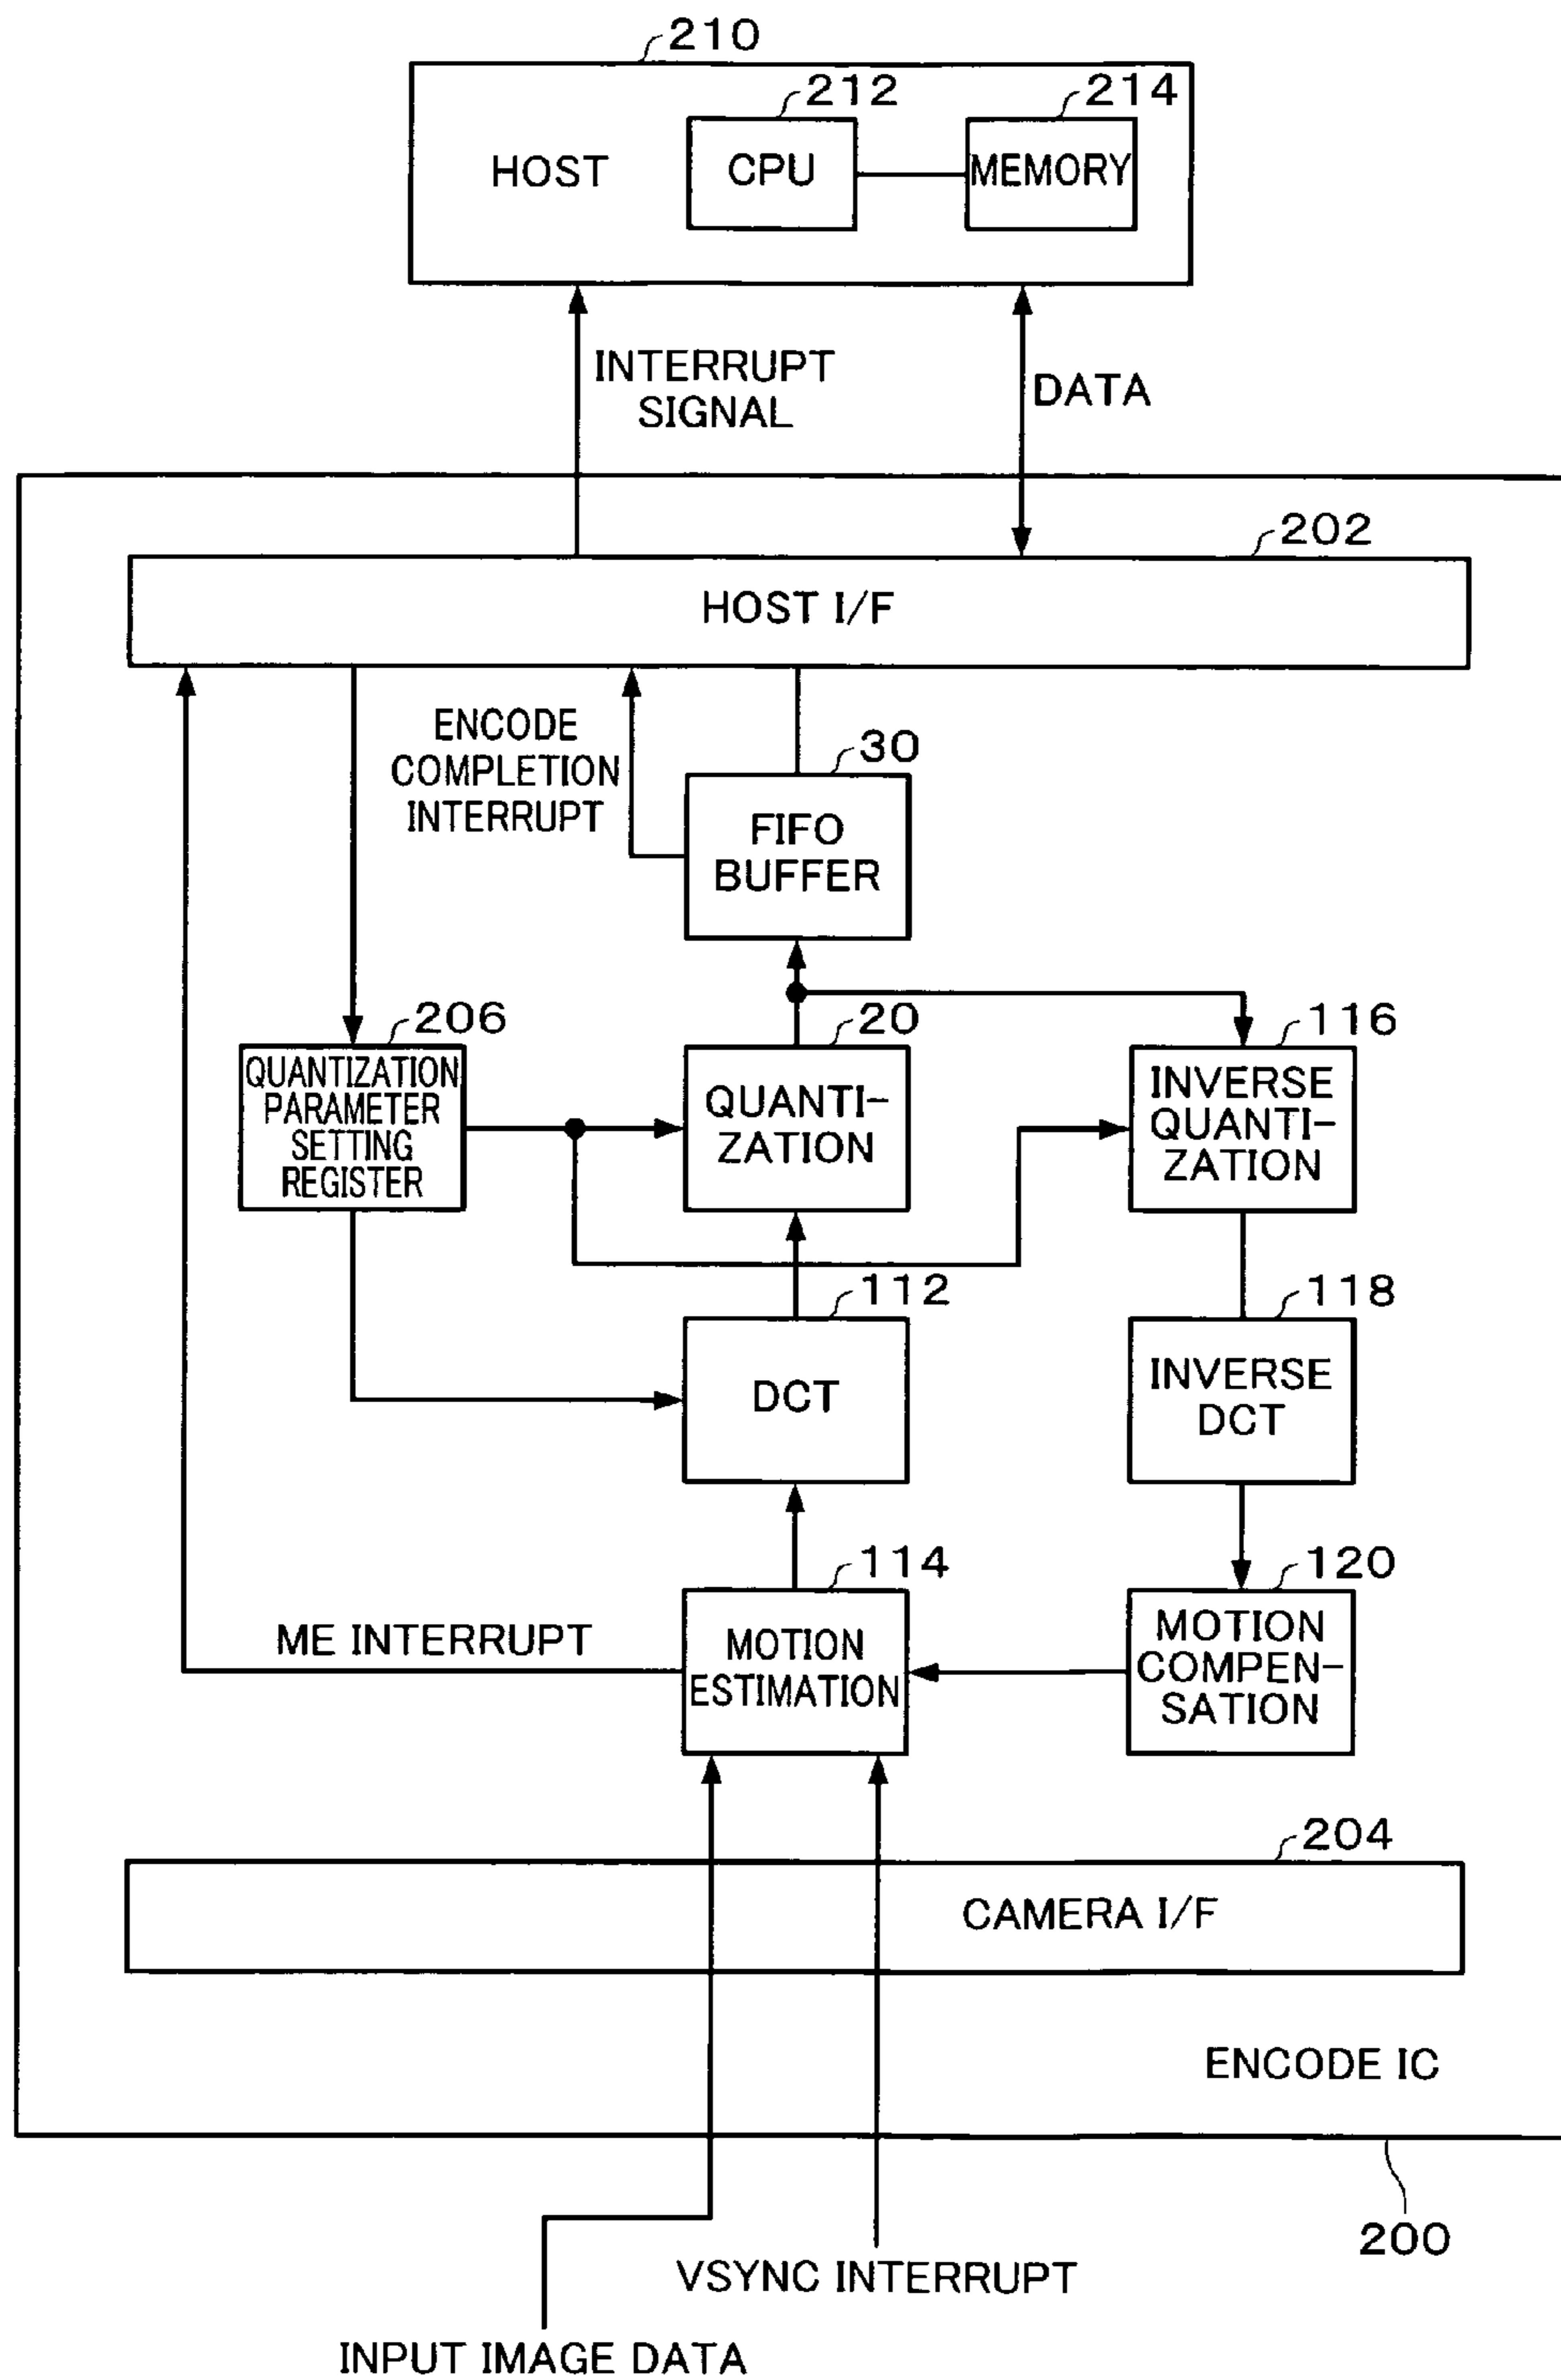 210
212
214
HOST
CPU
MEMORY
INTERRUPT
SIGNAL
DATA
202
HOST I/F
ENCODE
COMPLETION
INTERRUPT
30
FIFO
BUFFER
206
20
116
QUANTIZATION
PARAMETER
SETTING
REGISTER
QUANTI-
ZATION
INVERSE
QUANTI-
ZATION
112
118
DCT
INVERSE
DCT
114
120
ME INTERRUPT
MOTION
ESTIMATION
MOTION
COMPEN-
SATION
204
CAMERA I/F
ENCODE IC
200
VSYNC INTERRUPT
INPUT IMAGE DATA